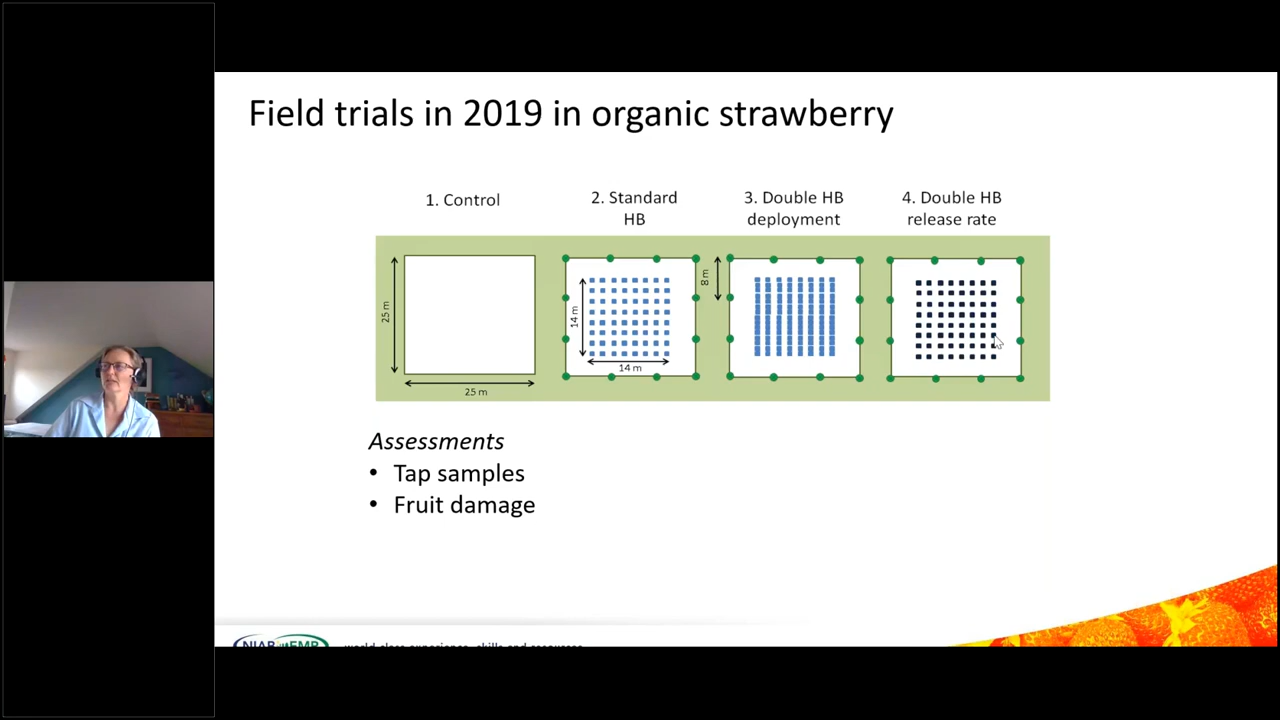 Field trials in 2019 in organic strawberry
1. Control
2. Standard
HB
3. Double HB
deployment
4. Double HB
release rate
25 m
25 m
14 m
14 m
8 m
Assessments
• Tap samples
• Fruit damage
NIAB EMR
world class experience, skills and resources